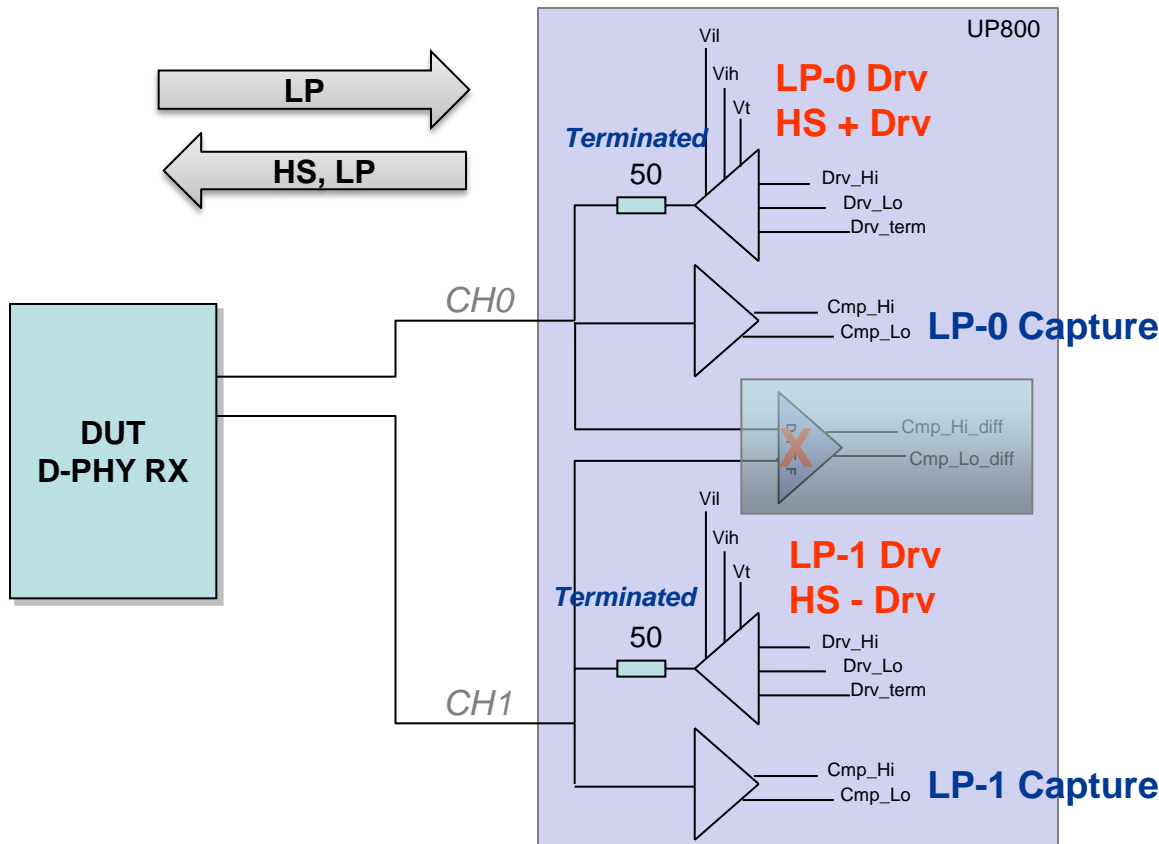 UP800
Vil
Vih
Vt
LP-0 Drv
HS + Drv
LP
HS, LP
Terminated
50
Drv_Hi
Drv_Lo
Drv_term
CH0
Cmp_Hi
Cmp_Lo
LP-0 Capture
DUT
D-PHY RX
X
Cmp_Hi_diff
Cmp_Lo_diff
Vil
Vih
Vt
LP-1 Drv
HS - Drv
Terminated
50
Drv_Hi
Drv_Lo
Drv_term
CH1
Cmp_Hi
Cmp_Lo
LP-1 Capture